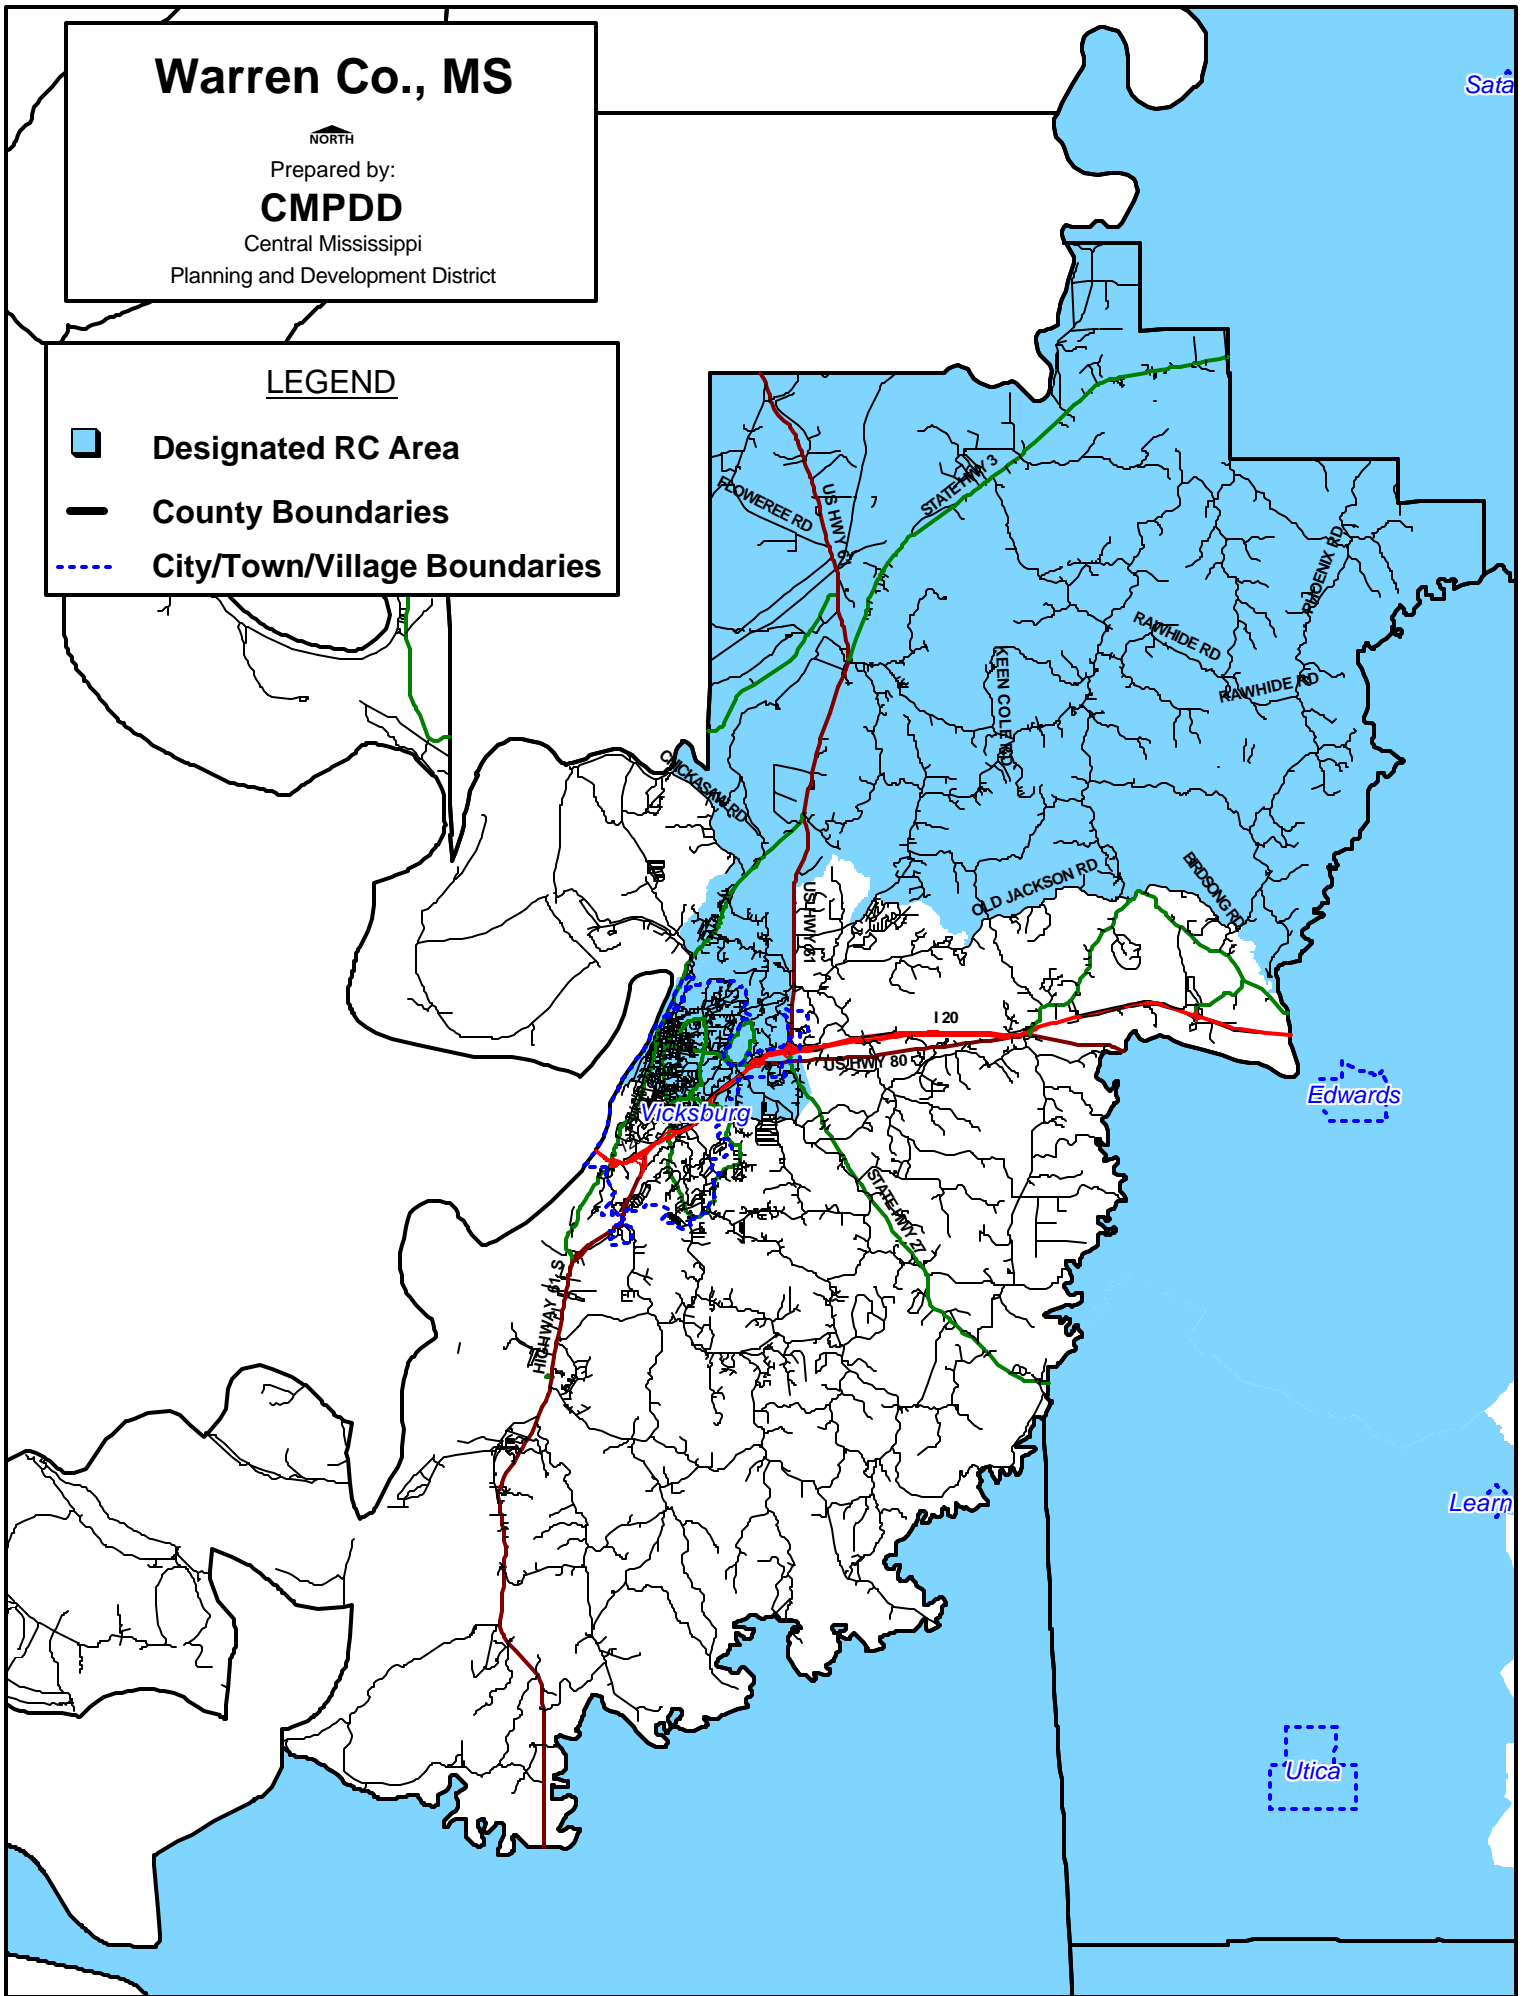 Warren Co., MS
NORTH
Prepared by:
CMPDD
Central Mississippi
Planning and Development District
LEGEND
Designated RC Area
County Boundaries
City/Town/Village Boundaries
Sata
FLOWEREE RD
US HWY 61
STATE HWY 3
PHOENIX RD
RAWHIDE RD
RAWHIDE RD
KEEN COLE RD
CHICKASAW RD
OLD JACKSON RD
BIRDSONG RD
US HWY 61
I 20
US HWY 80
Edwards
Vicksburg
STATE HWY 27
HIGHWAY 61 S
Learn
Utica